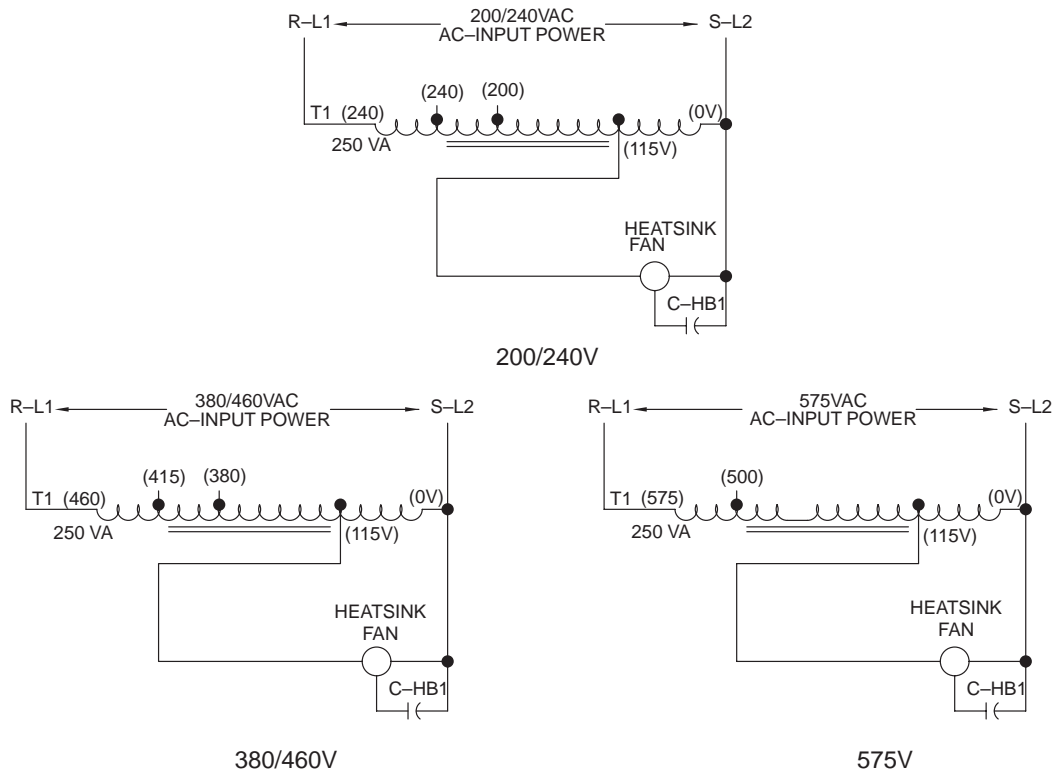 R–L1 200/240VAC S–L2
AC–INPUT POWER
(240) (200)
T1 (240) (0V)
250 VA (115V)
HEATSINK
FAN
C–HB1
200/240V
R–L1 380/460VAC S–L2
AC–INPUT POWER
(415) (380)
T1 (460) (0V)
250 VA (115V)
HEATSINK
FAN
C–HB1
380/460V
R–L1 575VAC S–L2
AC–INPUT POWER
(500)
T1 (575) (0V)
250 VA (115V)
HEATSINK
FAN
C–HB1
575V